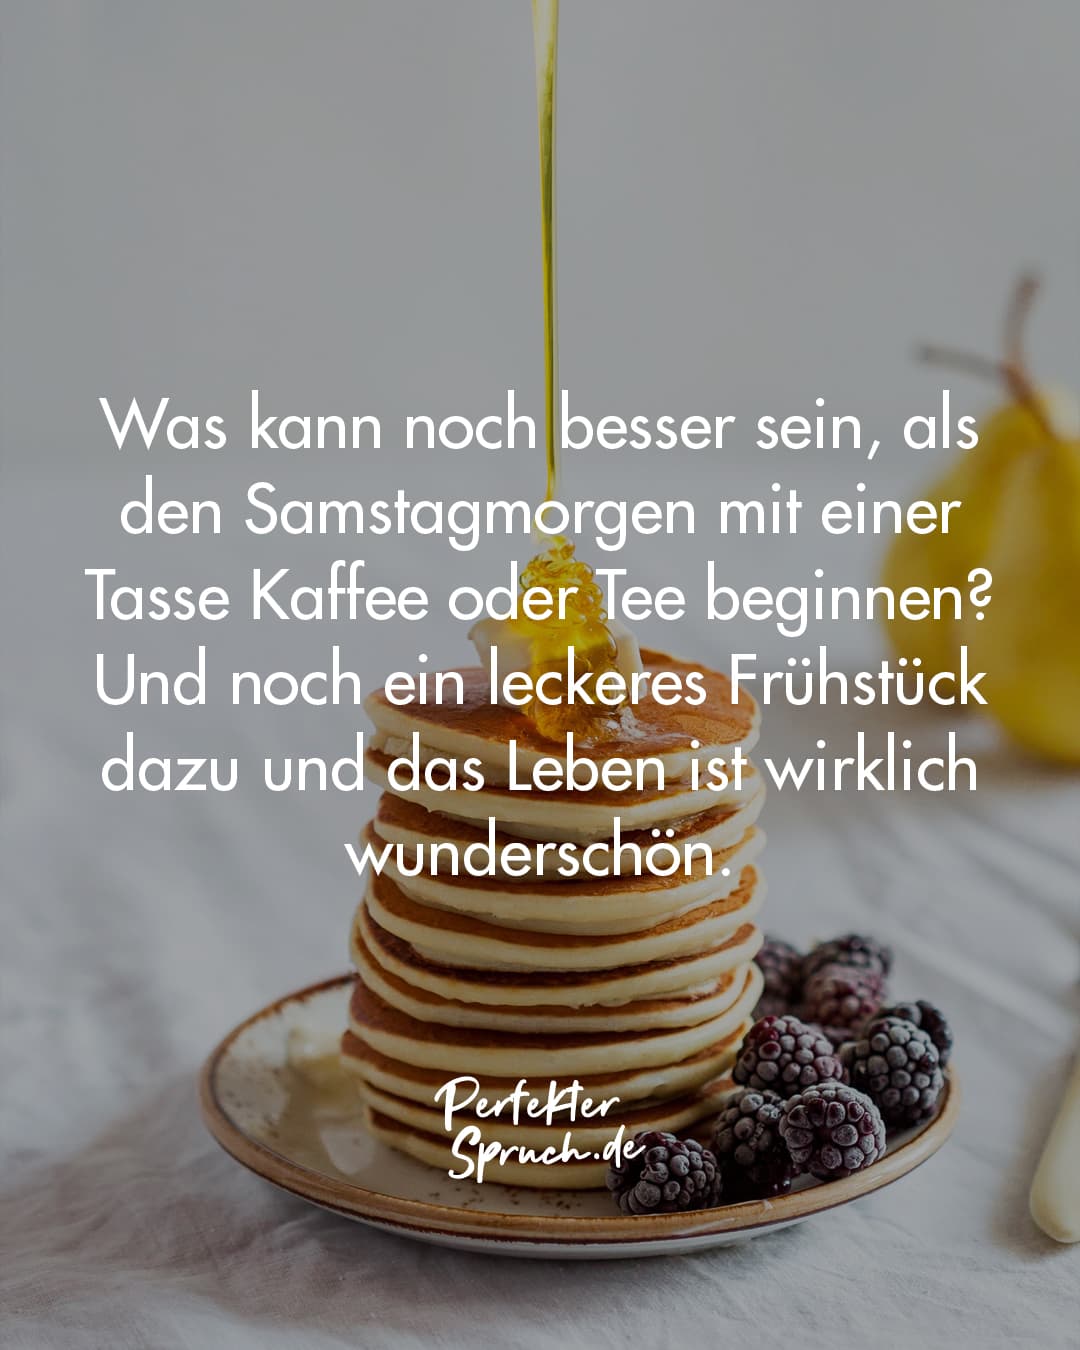 Was kann noch besser sein, als
den Samstagmorgen mit einer
Tasse Kaffee oder Tee beginnen?
Und noch ein leckeres Frühstück
dazu und das Leben ist wirklich
wunderschön.
Perfekter
Spruch.de